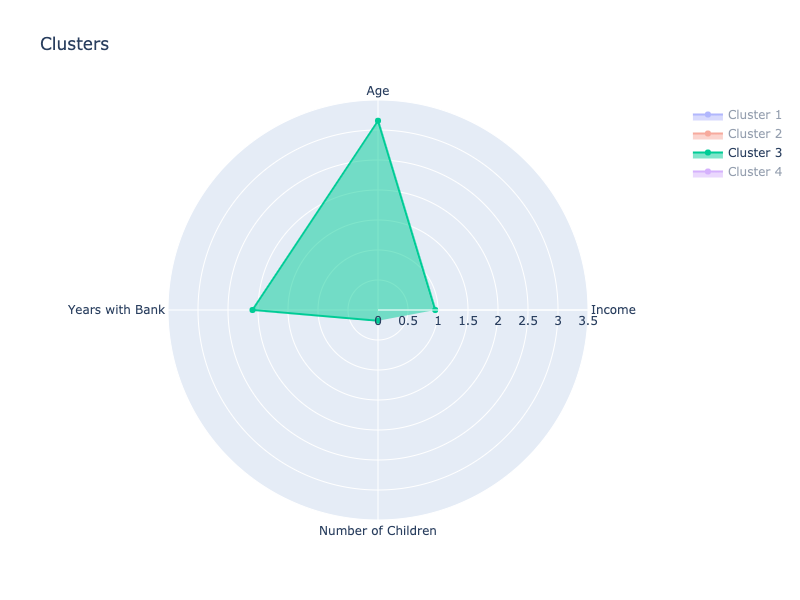 Clusters
Age
Cluster 1
Cluster 2
Cluster 3
Cluster 4
Years with Bank
Income
0 0.5 1 1.5 2 2.5 3 3.5
Number of Children